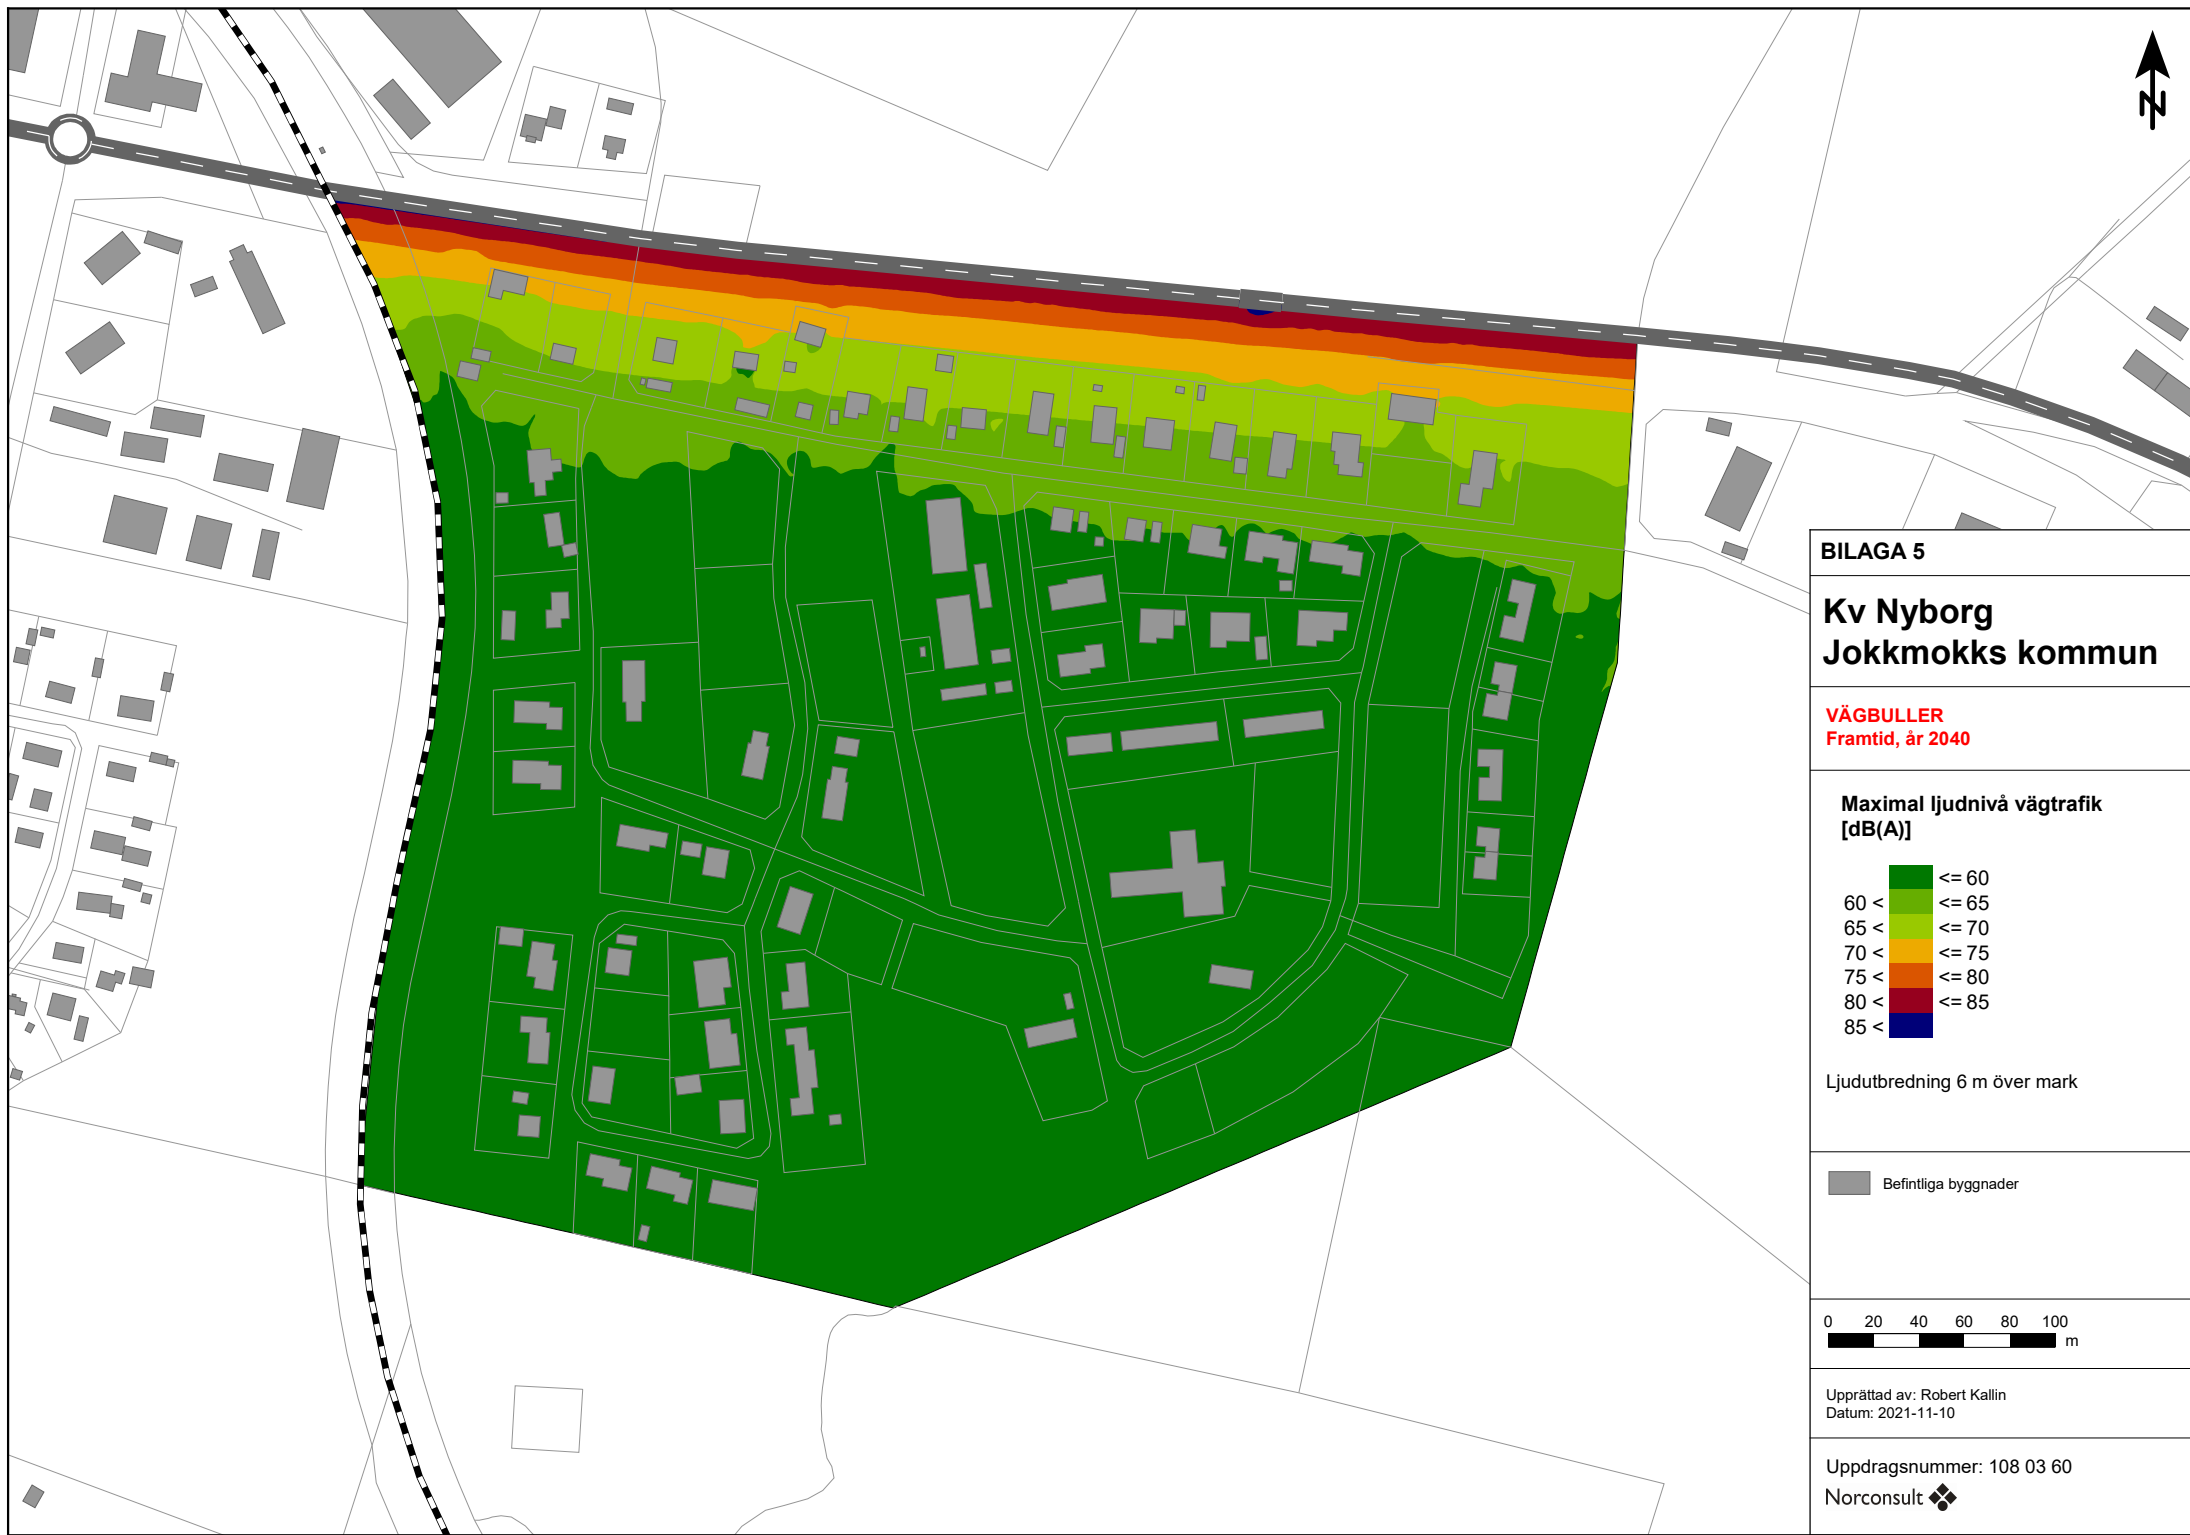 N
BILAGA 5
Kv Nyborg
Jokkmokks kommun
VÄGBULLER
Framtid, år 2040
Maximal ljudnivå vägtrafik
[dB(A)]
<= 60
60 < <= 65
65 < <= 70
70 < <= 75
75 < <= 80
80 < <= 85
85 <
Ljudutbredning 6 m över mark
Befintliga byggnader
0 20 40 60 80 100
m
Upprättad av: Robert Kallin
Datum: 2021-11-10
Uppdragsnummer: 108 03 60
Norconsult